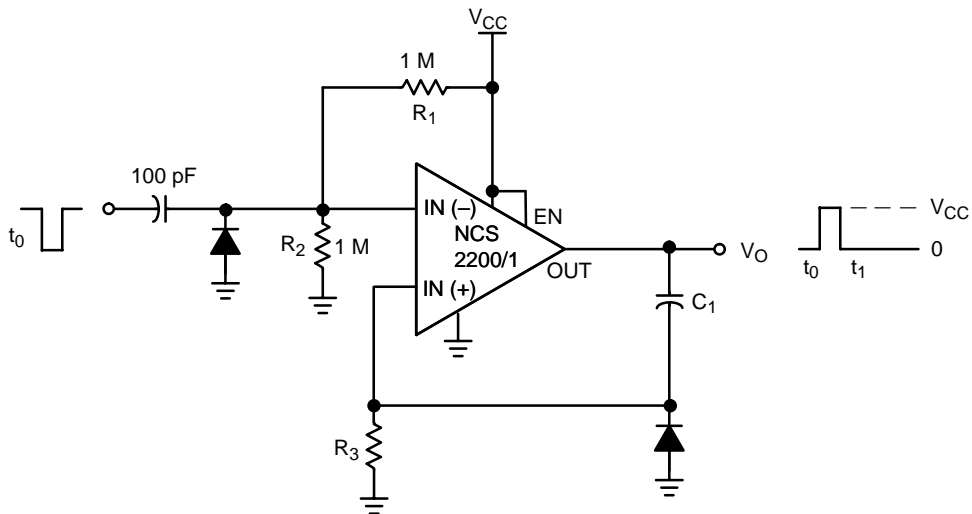 V_CC
1 M
R_1
100 pF
t_0
R_2
1 M
IN (–)
NCS
2200/1
IN (+)
EN
OUT
V_O
V_CC
0
t_0
t_1
C_1
R_3